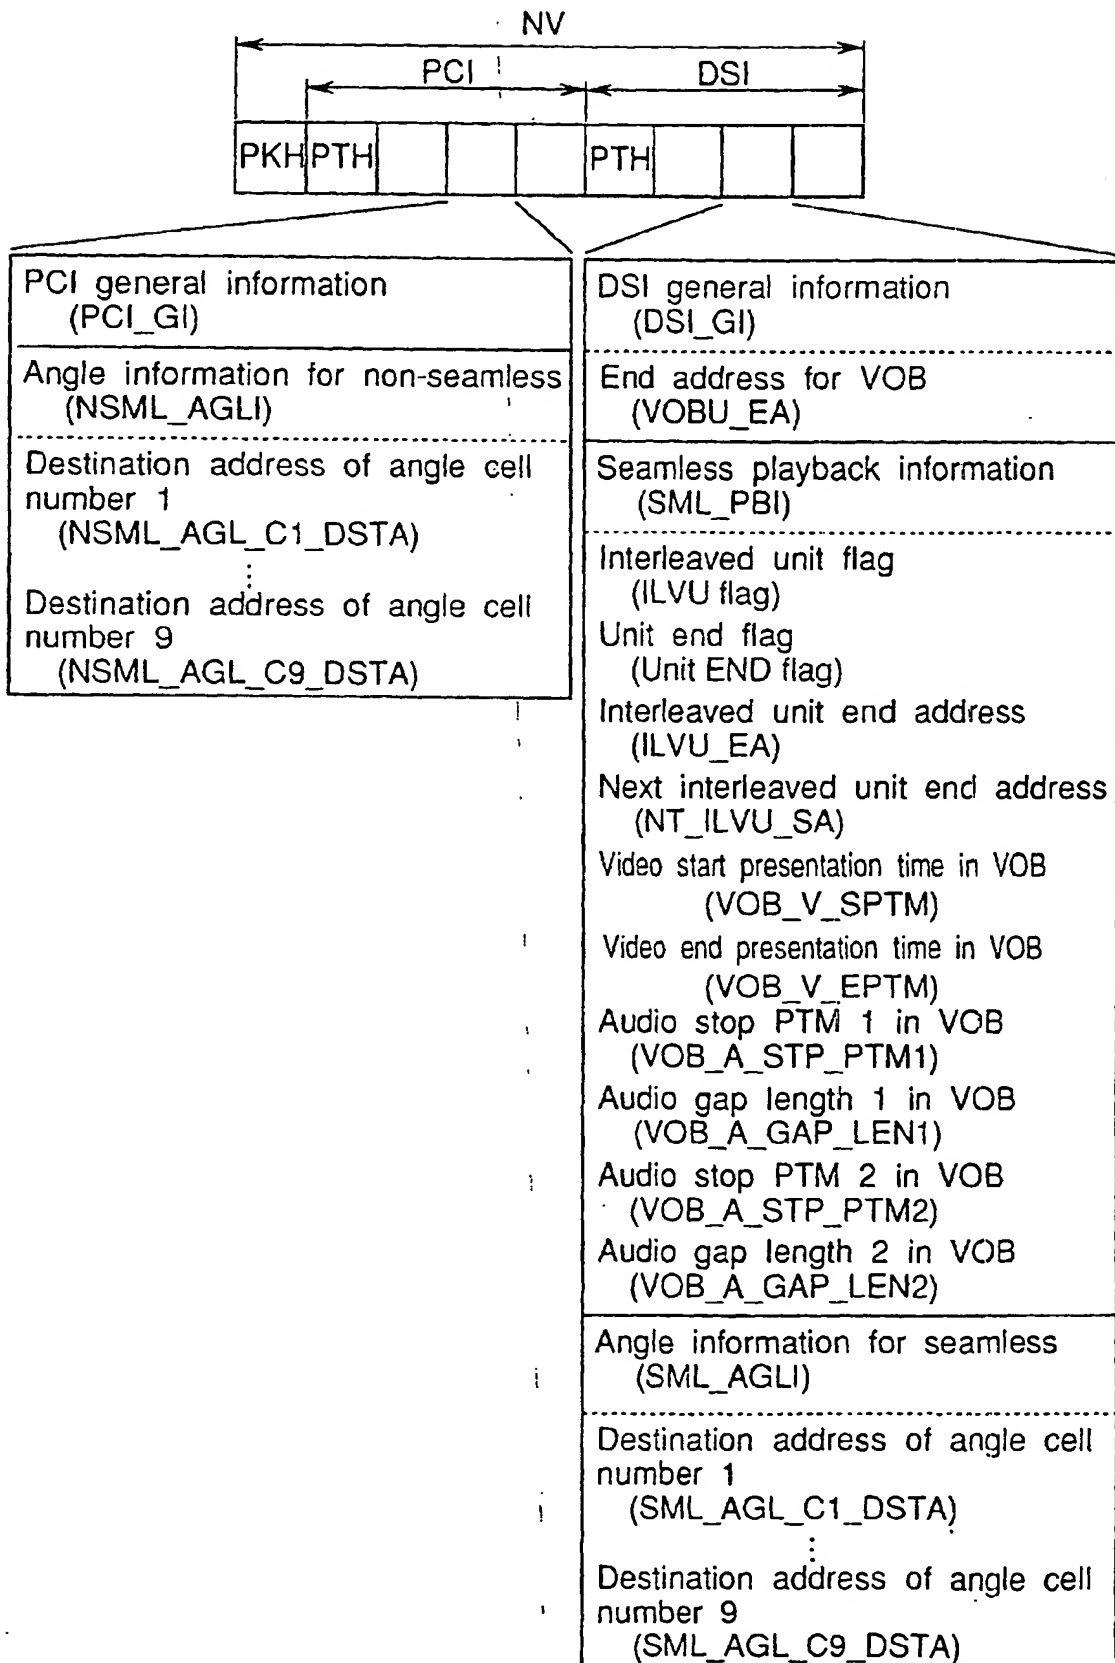 NV
PCI
DSI
PKH PTH PTH
PCI general information
(PCI_GI)
Angle information for non-seamless
(NSML_AGLI)
Destination address of angle cell
number 1
(NSML_AGL_C1_DSTA)
Destination address of angle cell
number 9
(NSML_AGL_C9_DSTA)
DSI general information
(DSI_GI)
End address for VOB
(VOBU_EA)
Seamless playback information
(SML_PBI)
Interleaved unit flag
(ILVU flag)
Unit end flag
(Unit END flag)
Interleaved unit end address
(ILVU_EA)
Next interleaved unit end address
(NT_ILVU_SA)
Video start presentation time in VOB
(VOB_V_SPTM)
Video end presentation time in VOB
(VOB_V_EPTM)
Audio stop PTM 1 in VOB
(VOB_A_STP_PTM1)
Audio gap length 1 in VOB
(VOB_A_GAP_LEN1)
Audio stop PTM 2 in VOB
(VOB_A_STP_PTM2)
Audio gap length 2 in VOB
(VOB_A_GAP_LEN2)
Angle information for seamless
(SML_AGLI)
Destination address of angle cell
number 1
(SML_AGL_C1_DSTA)
Destination address of angle cell
number 9
(SML_AGL_C9_DSTA)